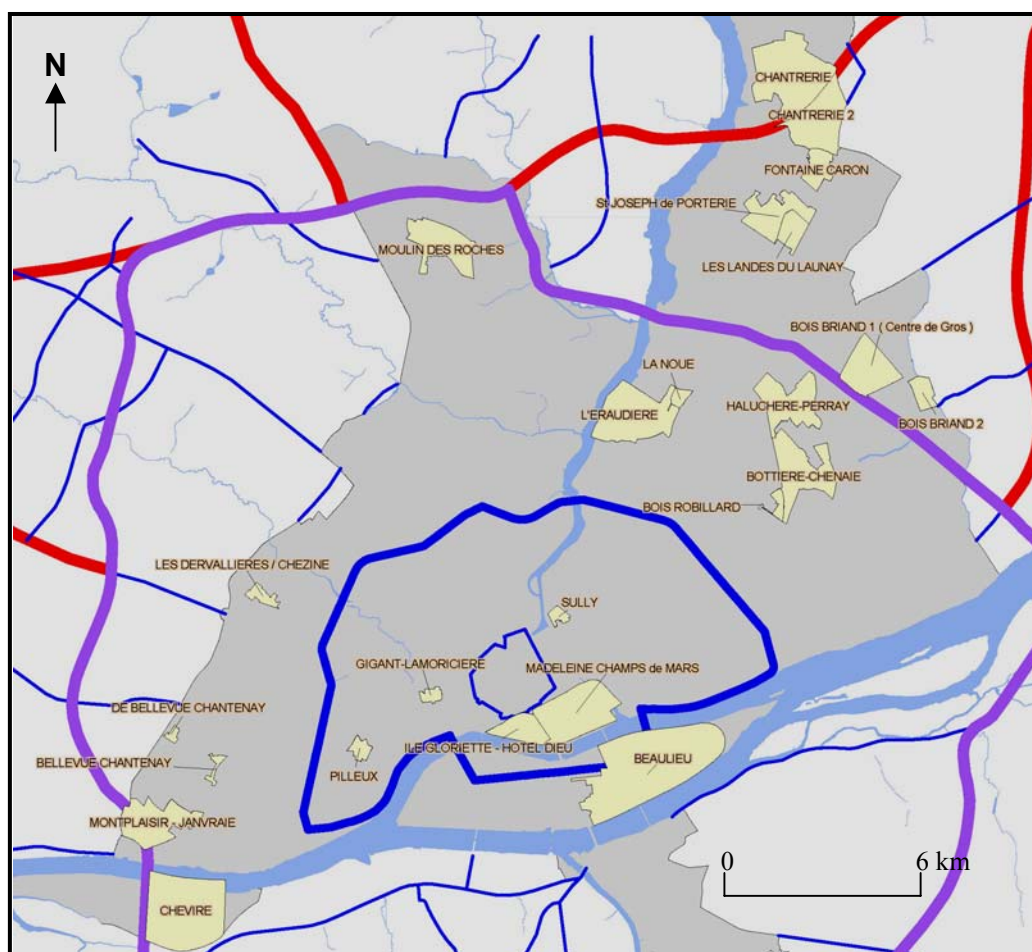 N
CHANTRERIE
CHANTRERIE 2
FONTAINE CARON
St JOSEPH de PORTERIE
MOULIN DES ROCHES
LES LANDES DU LAUNAY
BOIS BRIAND 1 ( Centre de Gros )
LA NOUE
HALUCHERE-PERRAY
L'ERAUDIERE
BOIS BRIAND 2
BOTTIERE-CHENAIE
BOIS ROBILLARD
LES DERVALLIERES / CHEZINE
SULLY
GIGANT-LAMORICIERE
MADELEINE CHAMPS de MARS
DE BELLEVUE CHANTENAY
ILE GLORIETTE - HOTEL DIEU
BEAULIEU
BELLEVUE CHANTENAY
PILLEUX
MONTPLAISIR - JANVRAIE
0 6 km
CHEVIRE